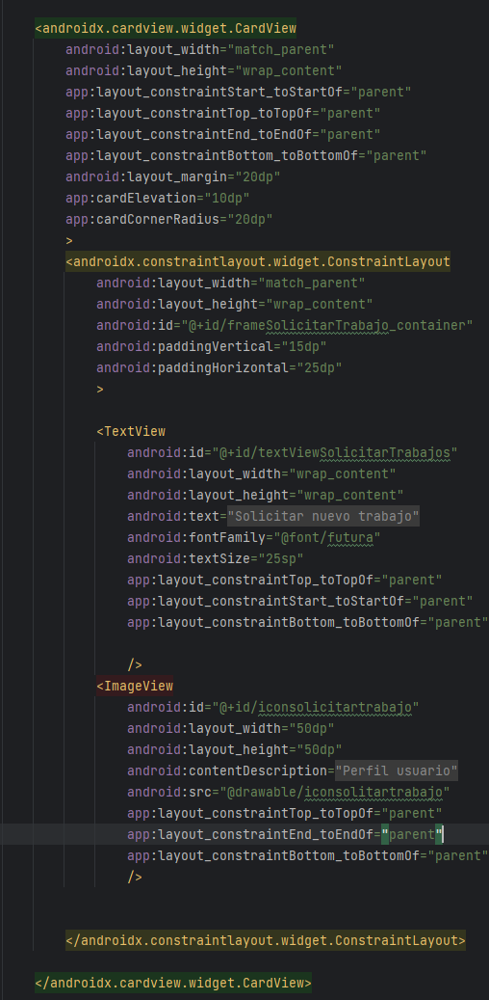 <androidx.cardview.widget.CardView
android:layout_width="match_parent"
android:layout_height="wrap_content"
app:layout_constraintStart_toStartOf="parent"
app:layout_constraintTop_toTopOf="parent"
app:layout_constraintEnd_toEndOf="parent"
app:layout_constraintBottom_toBottomOf="parent"
android:layout_margin="20dp"
app:cardElevation="10dp"
app:cardCornerRadius="20dp"
>
<androidx.constraintlayout.widget.ConstraintLayout
android:layout_width="match_parent"
android:layout_height="wrap_content"
android:id="@+id/frameSolicitarTrabajo_container"
android:paddingVertical="15dp"
android:paddingHorizontal="25dp"
>
<TextView
android:id="@+id/textViewSolicitarTrabajos"
android:layout_width="wrap_content"
android:layout_height="wrap_content"
android:text="Solicitar nuevo trabajo"
android:fontFamily="@font/futura"
android:textSize="25sp"
app:layout_constraintTop_toTopOf="parent"
app:layout_constraintStart_toStartOf="parent"
app:layout_constraintBottom_toBottomOf="parent"
/>
<ImageView
android:id="@+id/iconsolicitartrabajo"
android:layout_width="50dp"
android:layout_height="50dp"
android:contentDescription="Perfil usuario"
android:src="@drawable/iconsolitartrabajo"
app:layout_constraintTop_toTopOf="parent"
app:layout_constraintEnd_toEndOf="parent"
app:layout_constraintBottom_toBottomOf="parent"
/>
</androidx.constraintlayout.widget.ConstraintLayout>
</androidx.cardview.widget.CardView>